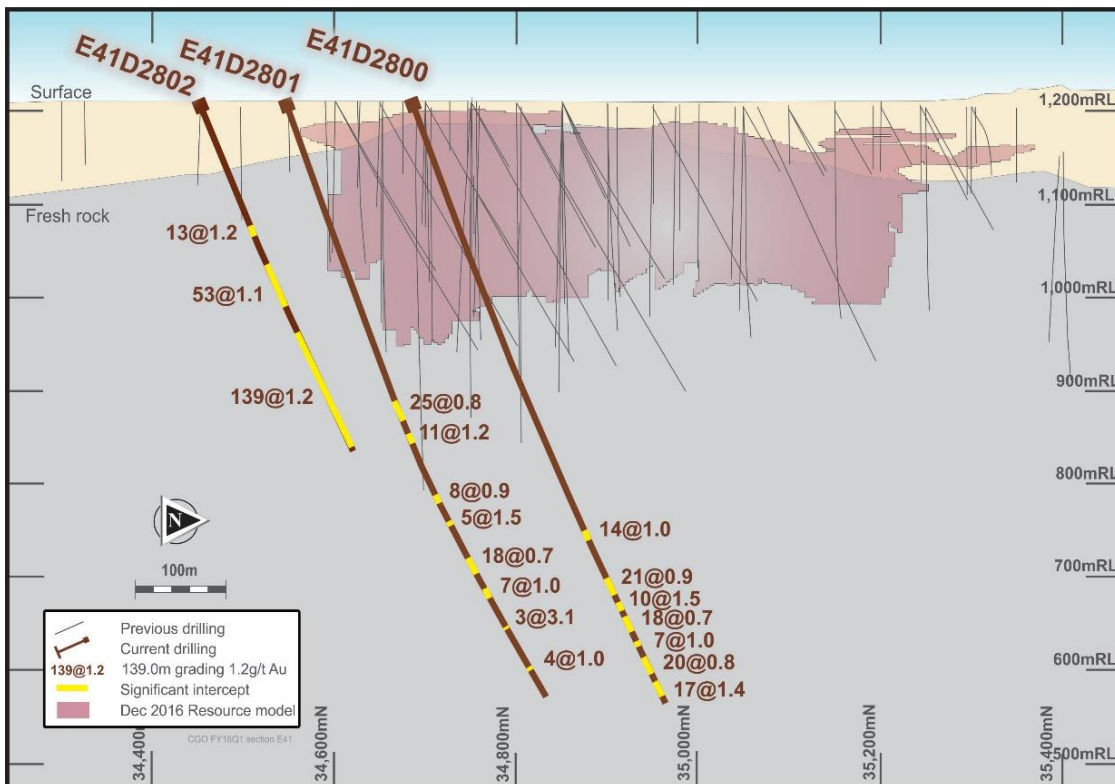 E41D2802
E41D2801
E41D2800
Surface
1,200mRL
Fresh rock
1,100mRL
13@1.2
53@1.1
1,000mRL
139@1.2
900mRL
25@0.8
11@1.2
800mRL
8@0.9
5@1.5
14@1.0
18@0.7
7@1.0
700mRL
21@0.9
10@1.5
18@0.7
3@3.1
7@1.0
4@1.0
20@0.8
600mRL
17@1.4
N
100m
Previous drilling
Current drilling
139@1.2 139.0m grading 1.2g/t Au
Significant intercept
Dec 2016 Resource model
CGO FY18Q1 section E41
34,400mN
34,600mN
34,800mN
35,000mN
35,200mN
35,400mN
500mRL